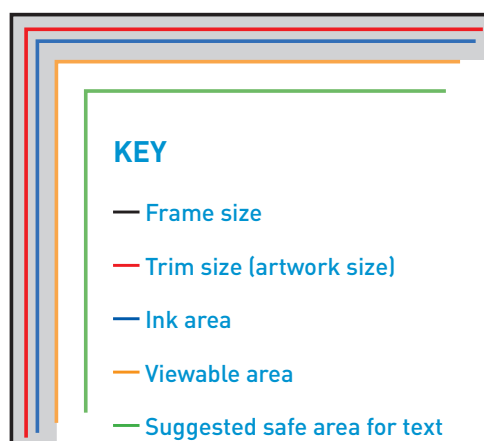 KEY
Frame size
Trim size (artwork size)
Ink area
Viewable area
Suggested safe area for text